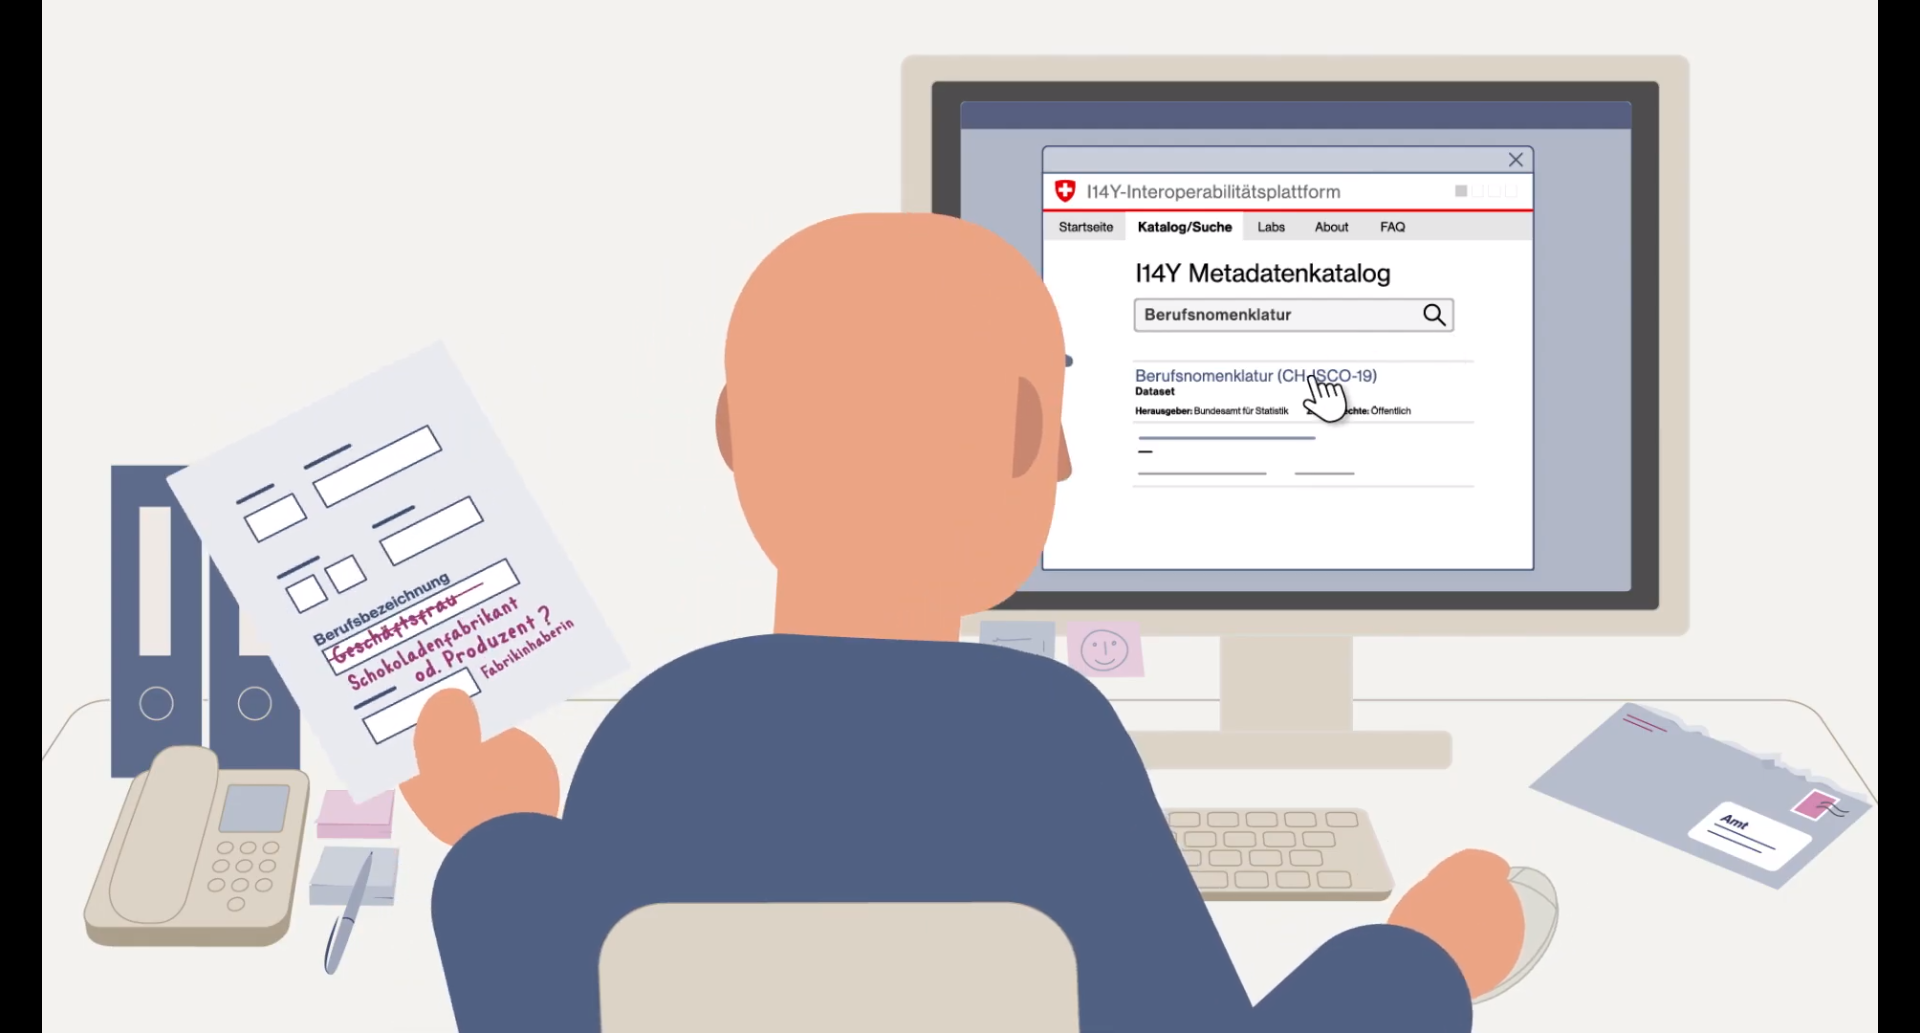 I14Y-Interoperabilitätsplattform
Startseite Katalog/Suche Labs About FAQ
I14Y Metadatenkatalog
Berufsnomenklatur
Berufsnomenklatur (CH-ISCO-19)
Dataset
Herausgeber: Bundesamt für Statistik
Öffentlich
Berufsbezeichnung
Geschäftsfrau
Schokoladenfabrikant
od. Produzent ?
Fabrikinhaberin
Amt